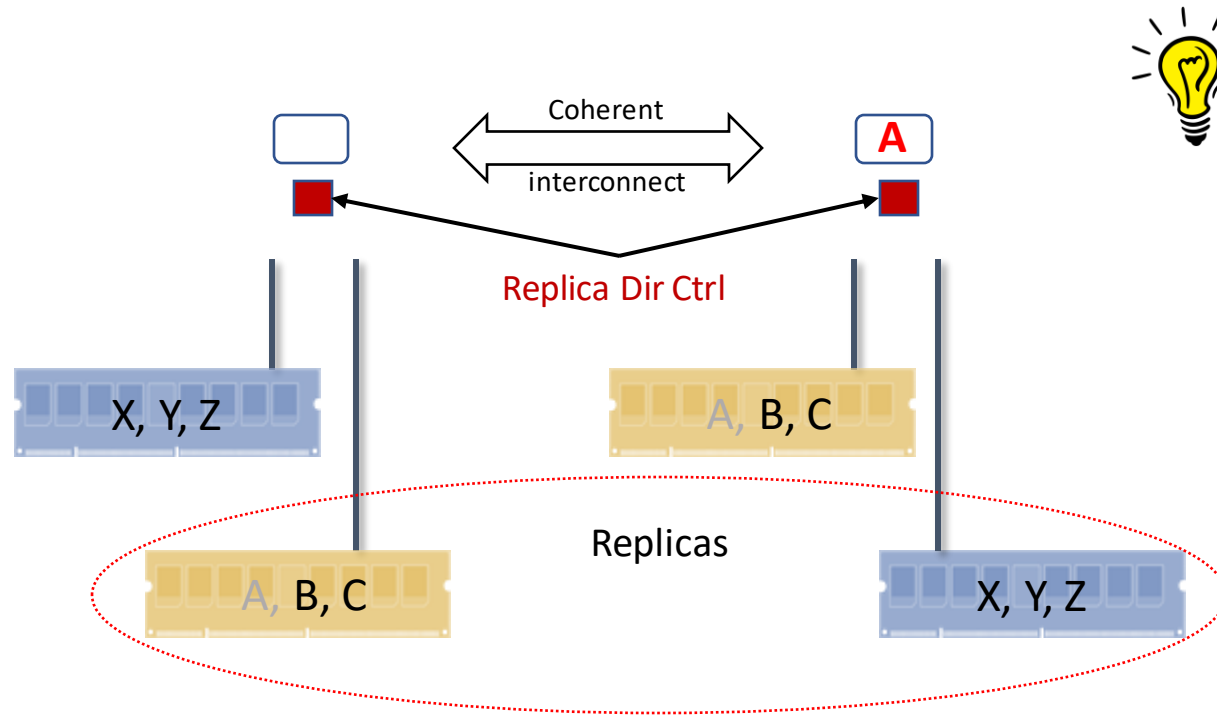 Coherent
A
interconnect
Replica Dir Ctrl
X, Y, Z
A, B, C
Replicas
A, B, C
X, Y, Z